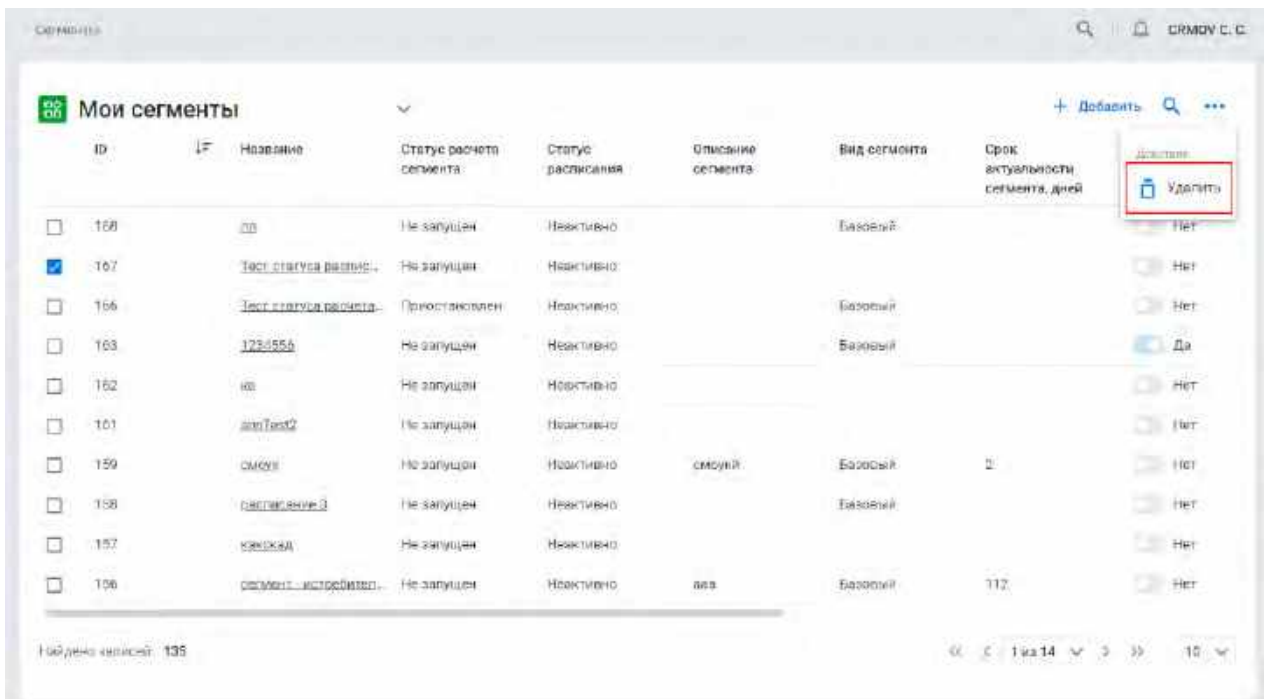 Сегменты
CRMOV C. C.
Мои сегменты
+ Добавить
ID
Название
Статус расчета сегмента
Статус расписания
Описание сегмента
Вид сегмента
Срок актуальности сегмента, дней
Действия
Удалить
168 пп Не запущен Неактивно Базовый Нет
167 Тест статуса распис... Не запущен Неактивно Нет
166 Тест статуса расчета... Приостановлен Неактивно Базовый Нет
163 1234556 Не запущен Неактивно Базовый Да
162 Не запущен Неактивно Нет
161 annTest2 Не запущен Неактивно Нет
159 смоук Не запущен Неактивно смоукй Базовый 2 Нет
158 расписание 3 Не запущен Неактивно Базовый Нет
157 Не запущен Неактивно Нет
156 сегмент - истребител... Не запущен Неактивно Базовый 112 Нет
Найдено записей: 135
1 из 14
10